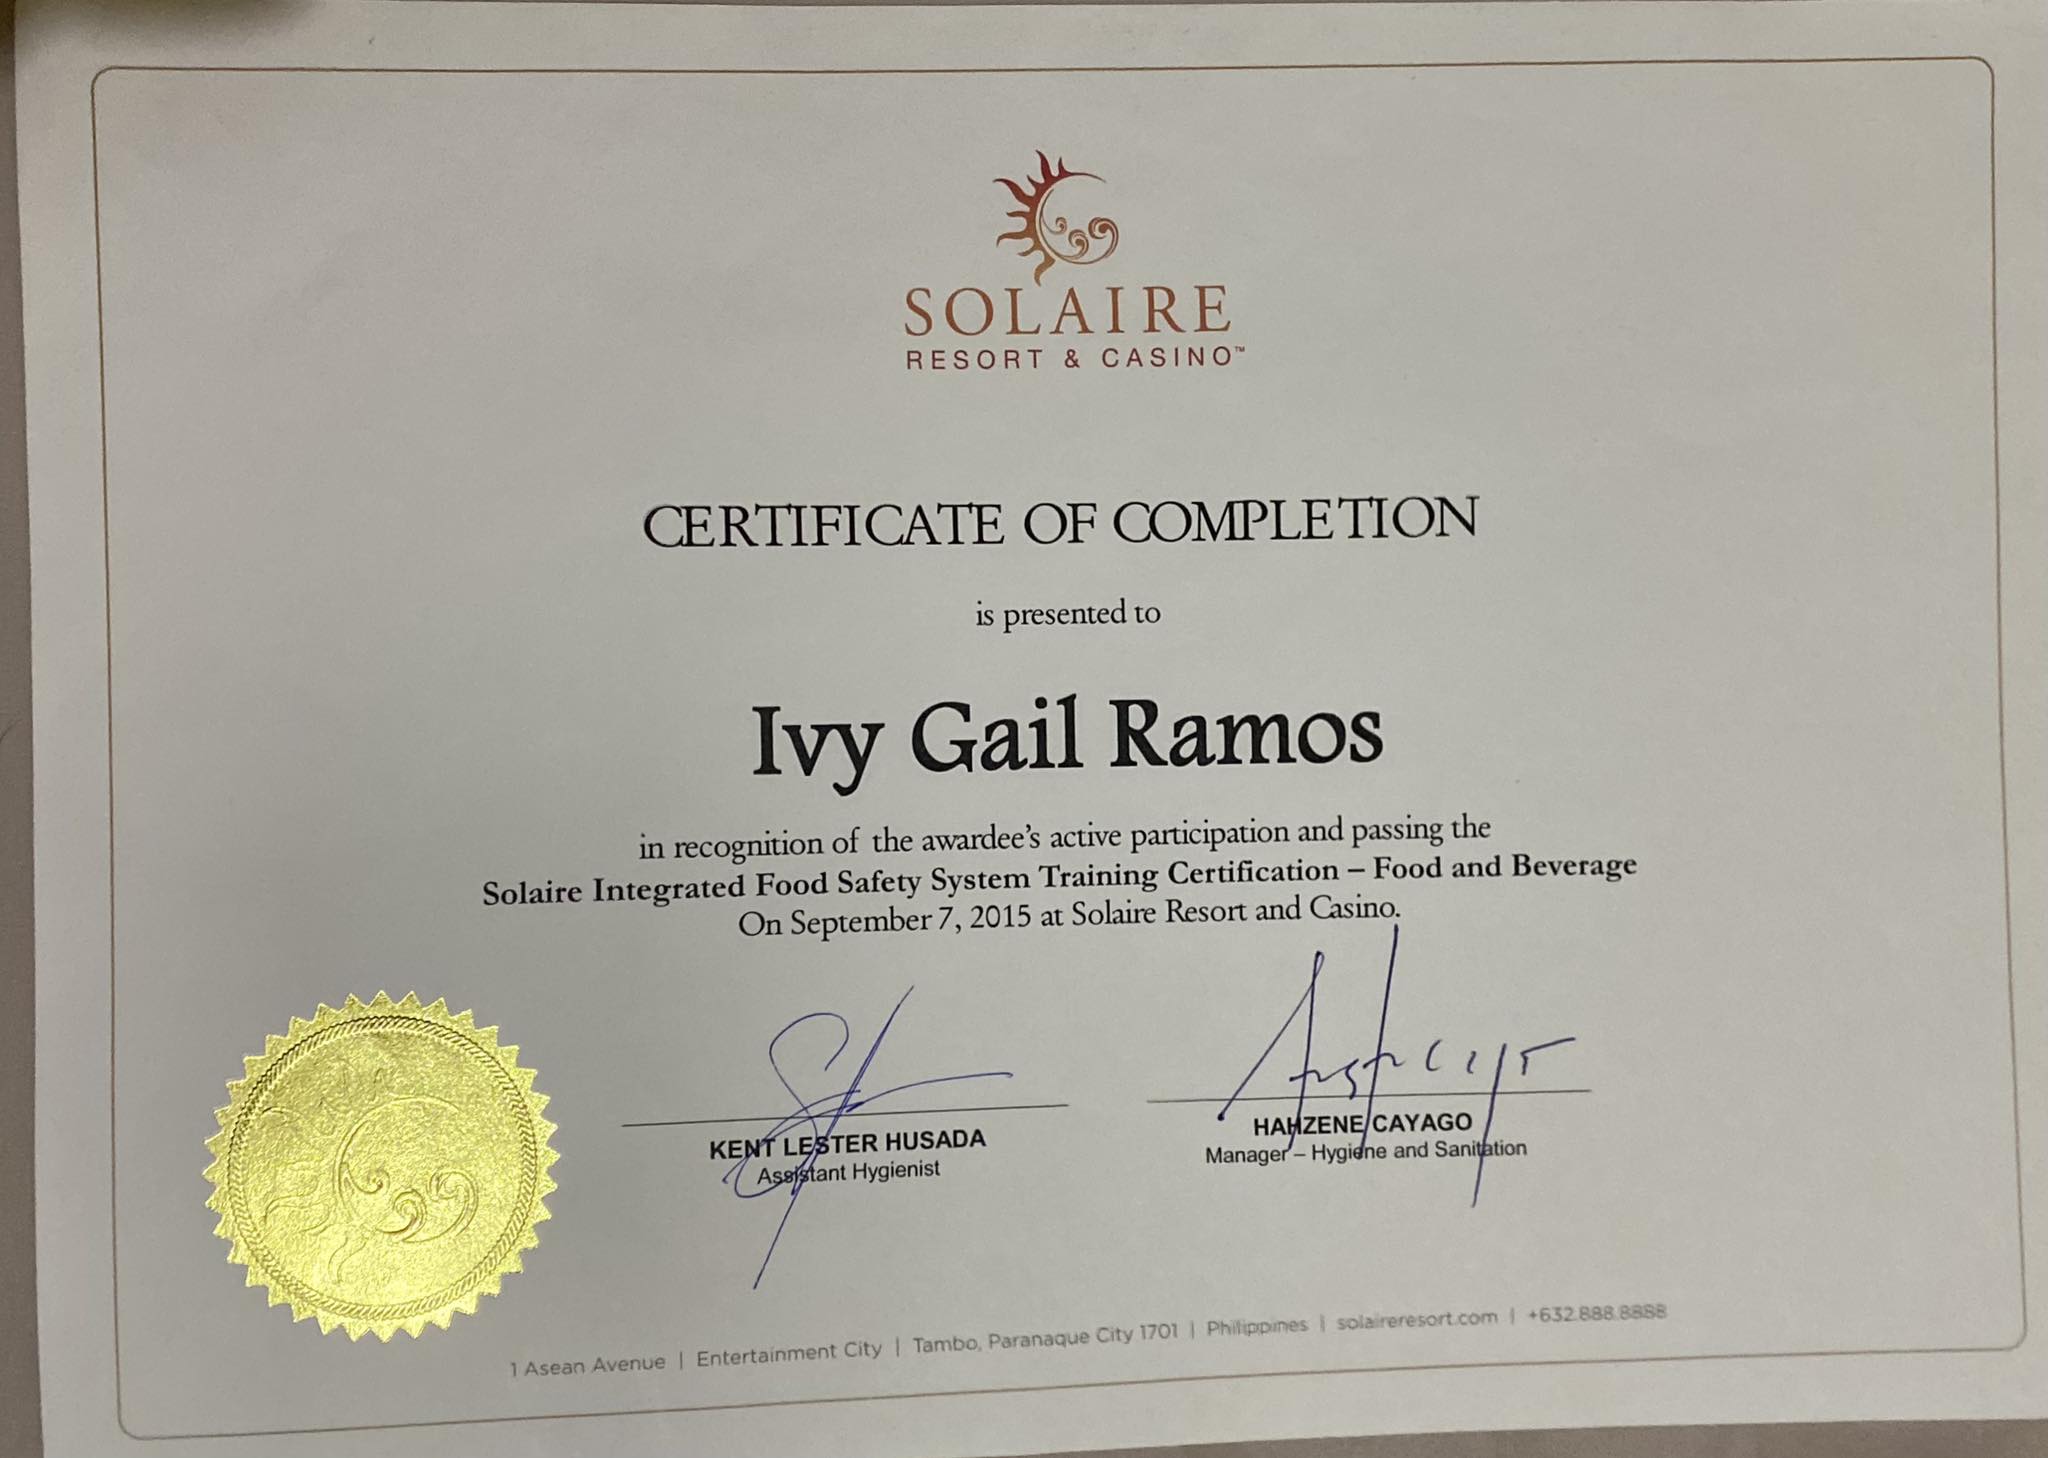 SOLAIRE
RESORT & CASINO™
CERTIFICATE OF COMPLETION
is presented to
Ivy Gail Ramos
in recognition of the awardee's active participation and passing the
Solaire Integrated Food Safety System Training Certification – Food and Beverage
On September 7, 2015 at Solaire Resort and Casino.
KENT LESTER HUSADA
Assistant Hygienist
HAHZENE CAYAGO
Manager – Hygiene and Sanitation
1 Asean Avenue | Entertainment City | Tambo, Paranaque City 1701 | Philippines | solaireresort.com | +632.888.8888